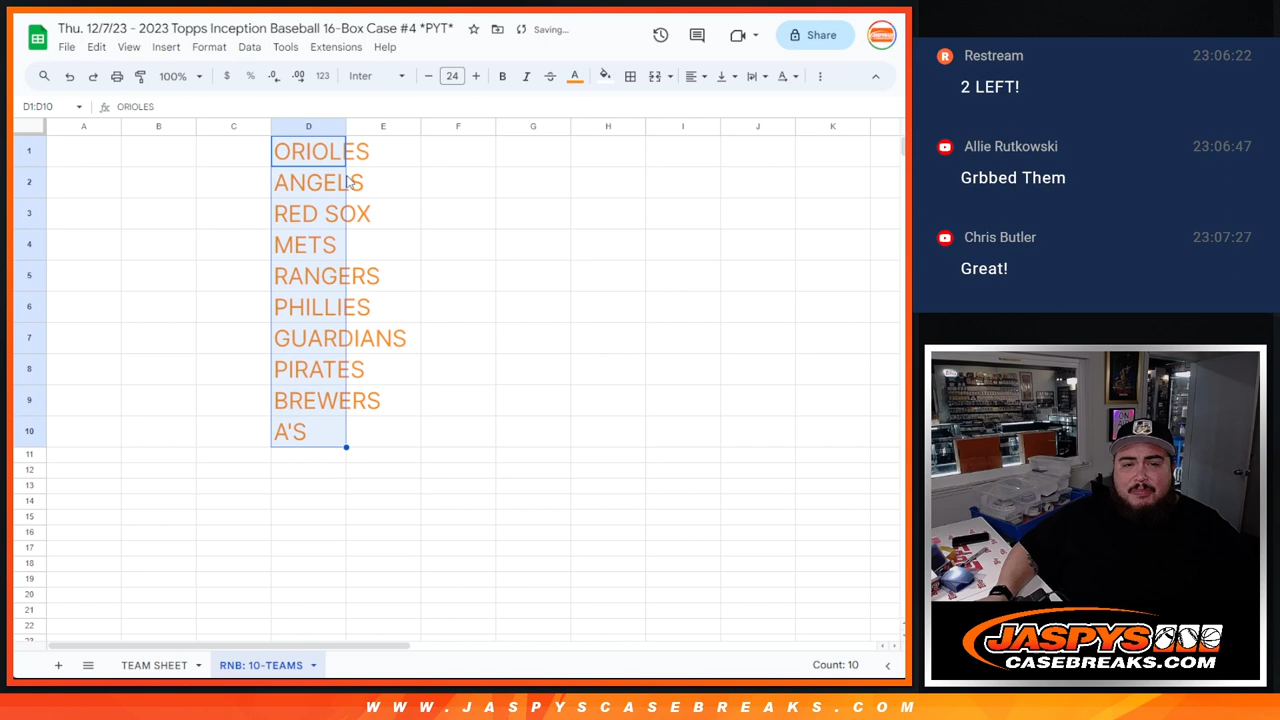 Thu. 12/7/23 - 2023 Topps Inception Baseball 16-Box Case #4 *PYT*
Saving...
File Edit View Insert Format Data Tools Extensions Help
Share
100% $ % .0 .00 123 Inter - 24 + B I A
D1:D10 fx ORIOLES
A B C D E F G H I J K
1 ORIOLES
2 ANGELS
3 RED SOX
4 METS
5 RANGERS
6 PHILLIES
7 GUARDIANS
8 PIRATES
9 BREWERS
10 A'S
11
12
13
14
15
16
17
18
19
20
21
22
23
+ TEAM SHEET RNB: 10-TEAMS Count: 10
Restream 23:06:22
2 LEFT!
Allie Rutkowski 23:06:47
Grbbed Them
Chris Butler 23:07:27
Great!
JASPYS
CASEBREAKS.COM
WWW.JASPYSCASEBREAKS.COM